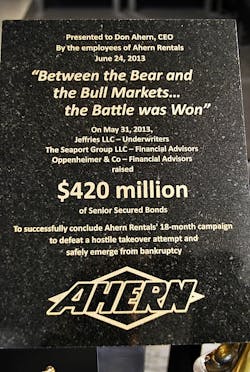 Presented to Don Ahern, CEO
By the employees of Ahern Rentals
June 24, 2013
“Between the Bear and
the Bull Markets...
the Battle was Won”
On May 31, 2013,
Jeffries LLC – Underwriters
The Seaport Group LLC – Financial Advisors
Oppenheimer & Co – Financial Advisors
raised
$420 million
of Senior Secured Bonds
To successfully conclude Ahern Rentals' 18-month campaign
to defeat a hostile takeover attempt and
safely emerge from bankruptcy
AHERN